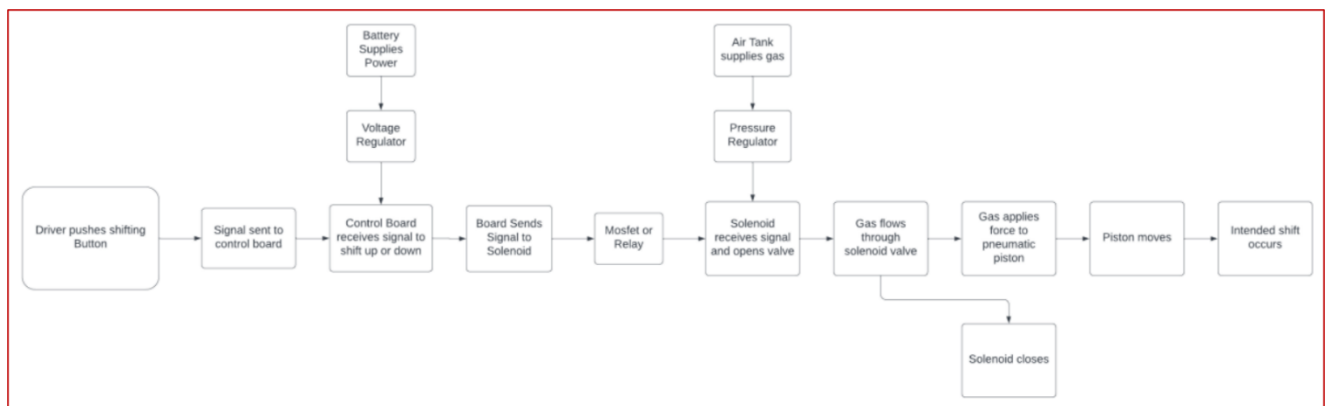 Battery
Supplies
Power
Air Tank
supplies gas
Voltage
Regulator
Pressure
Regulator
Driver pushes shifting
Button
Signal sent to
control board
Control Board
receives signal to
shift up or down
Board Sends
Signal to
Solenoid
Mosfet or
Relay
Solenoid
receives signal
and opens valve
Gas flows
through
solenoid valve
Gas applies
force to
pneumatic
piston
Piston moves
Intended shift
occurs
Solenoid closes